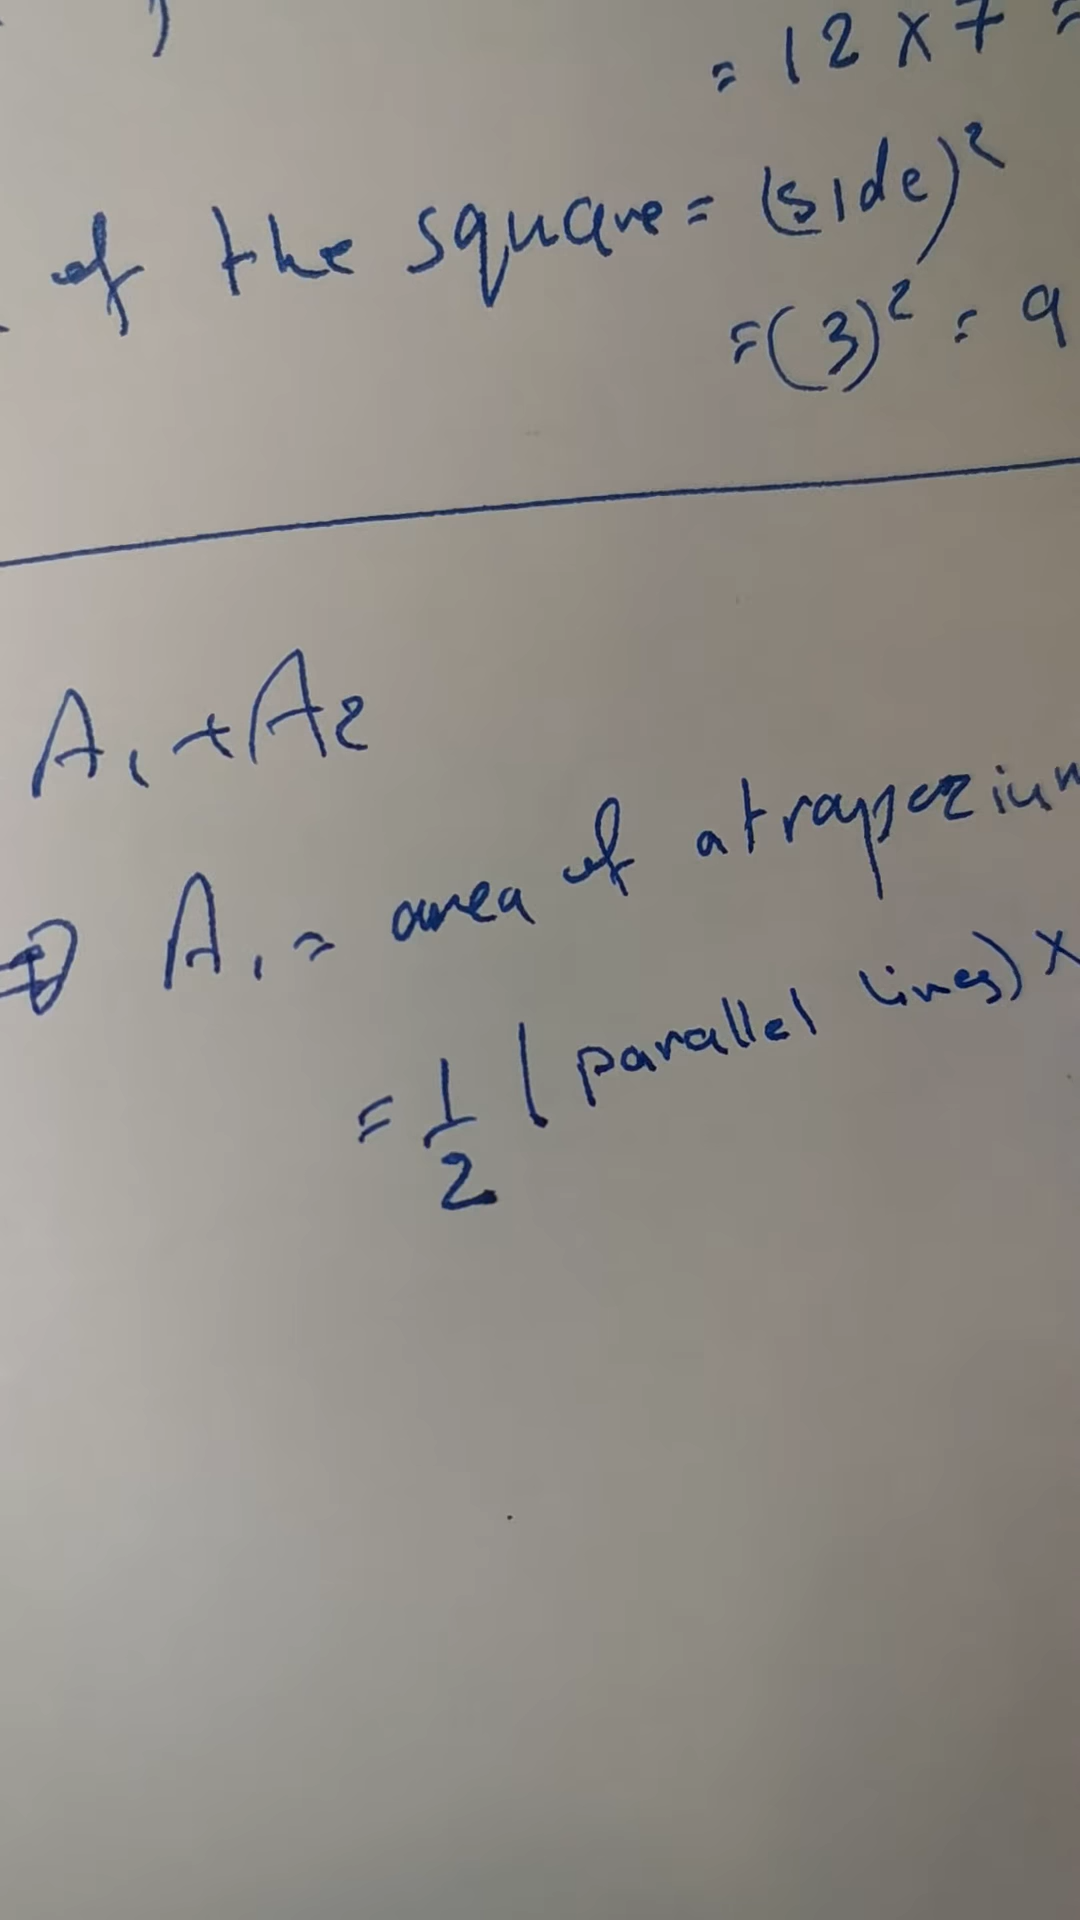 = 12 x 7 =
of the square = (side)²
= (3)² = 9
A₁ + A₂
⇒ A₁ = area of a trapezium
= 1/2 (parallel lines) x